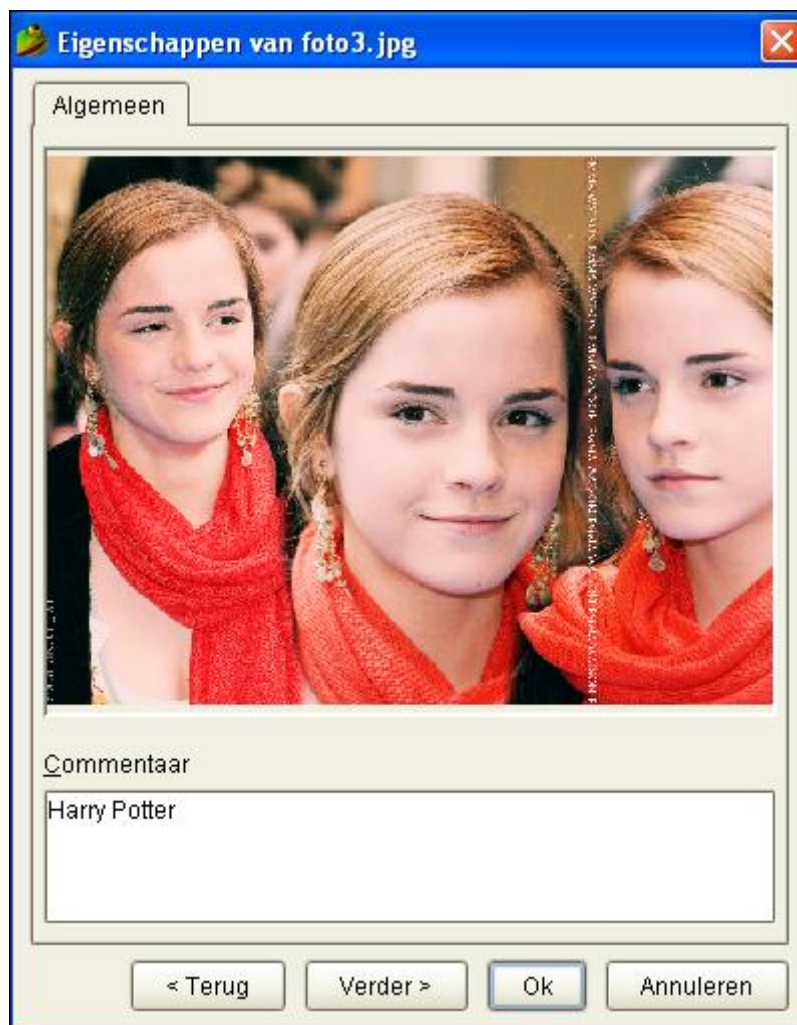 Eigenschappen van foto3.jpg
Algemeen
Commentaar
Harry Potter
< Terug
Verder >
Ok
Annuleren